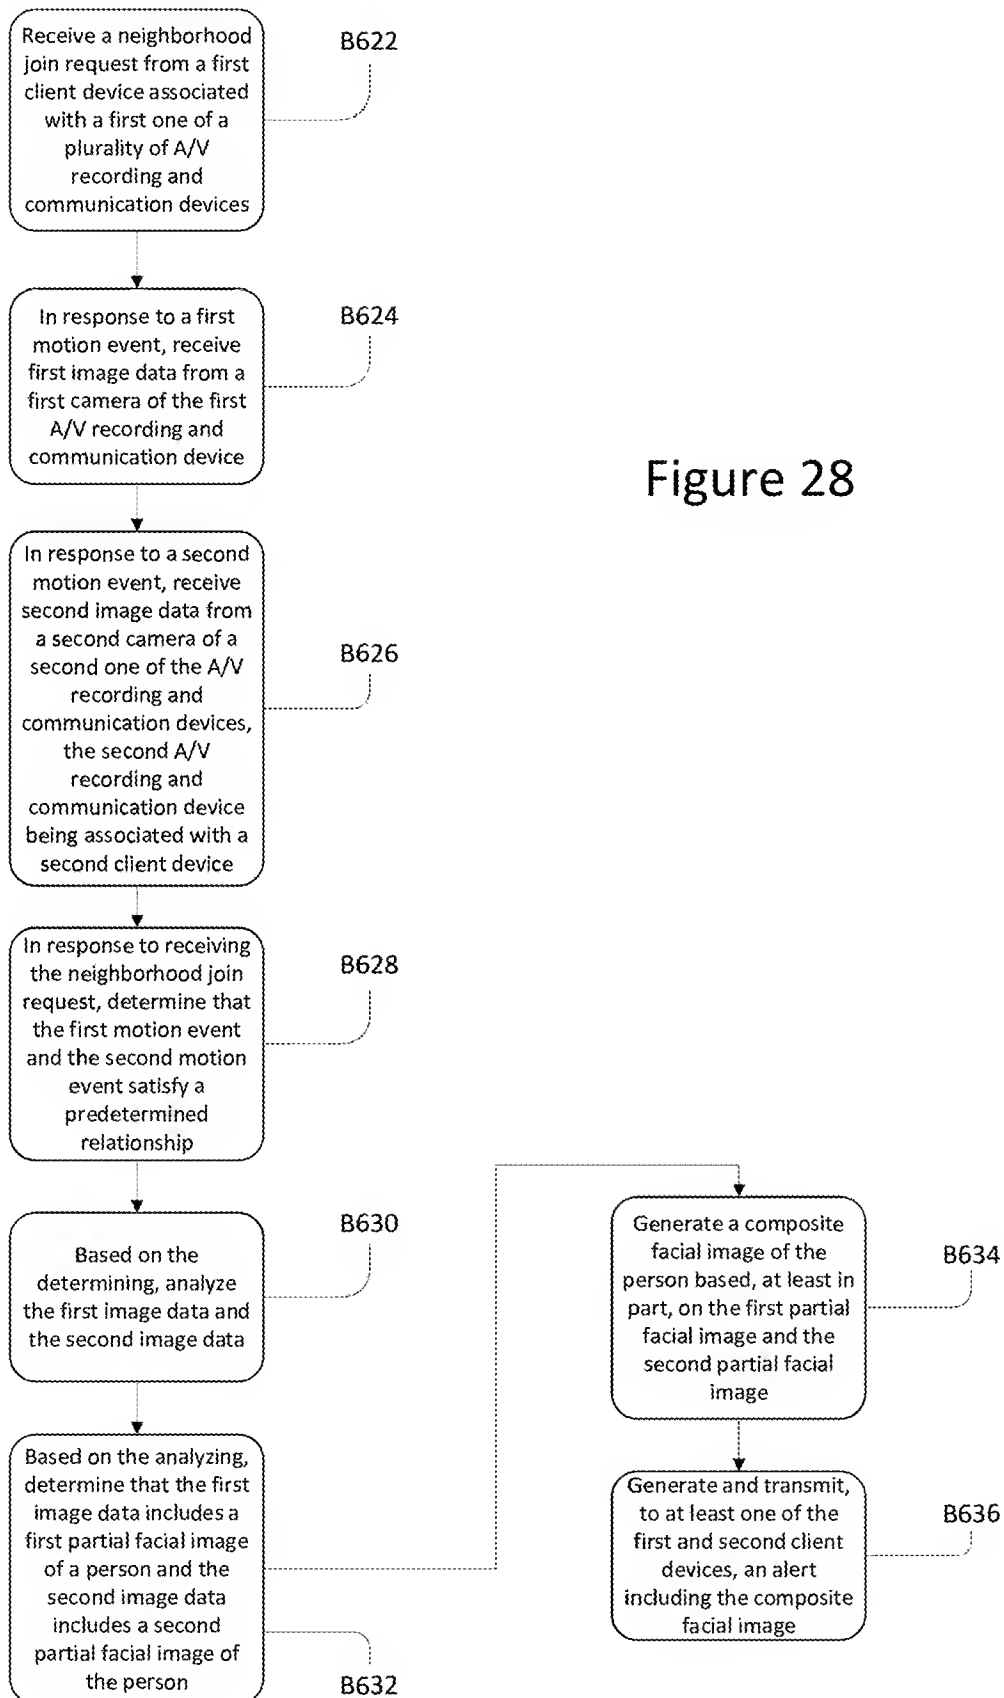 Receive a neighborhood
join request from a first
client device associated
with a first one of a
plurality of A/V
recording and
communication devices
B622
In response to a first
motion event, receive
first image data from a
first camera of the first
A/V recording and
communication device
B624
Figure 28
In response to a second
motion event, receive
second image data from
a second camera of a
second one of the A/V
recording and
communication devices,
the second A/V
recording and
communication device
being associated with a
second client device
B626
In response to receiving
the neighborhood join
request, determine that
the first motion event
and the second motion
event satisfy a
predetermined
relationship
B628
Based on the
determining, analyze
the first image data and
the second image data
B630
Based on the analyzing,
determine that the first
image data includes a
first partial facial image
of a person and the
second image data
includes a second
partial facial image of
the person
B632
Generate a composite
facial image of the
person based, at least in
part, on the first partial
facial image and the
second partial facial
image
B634
Generate and transmit,
to at least one of the
first and second client
devices, an alert
including the composite
facial image
B636